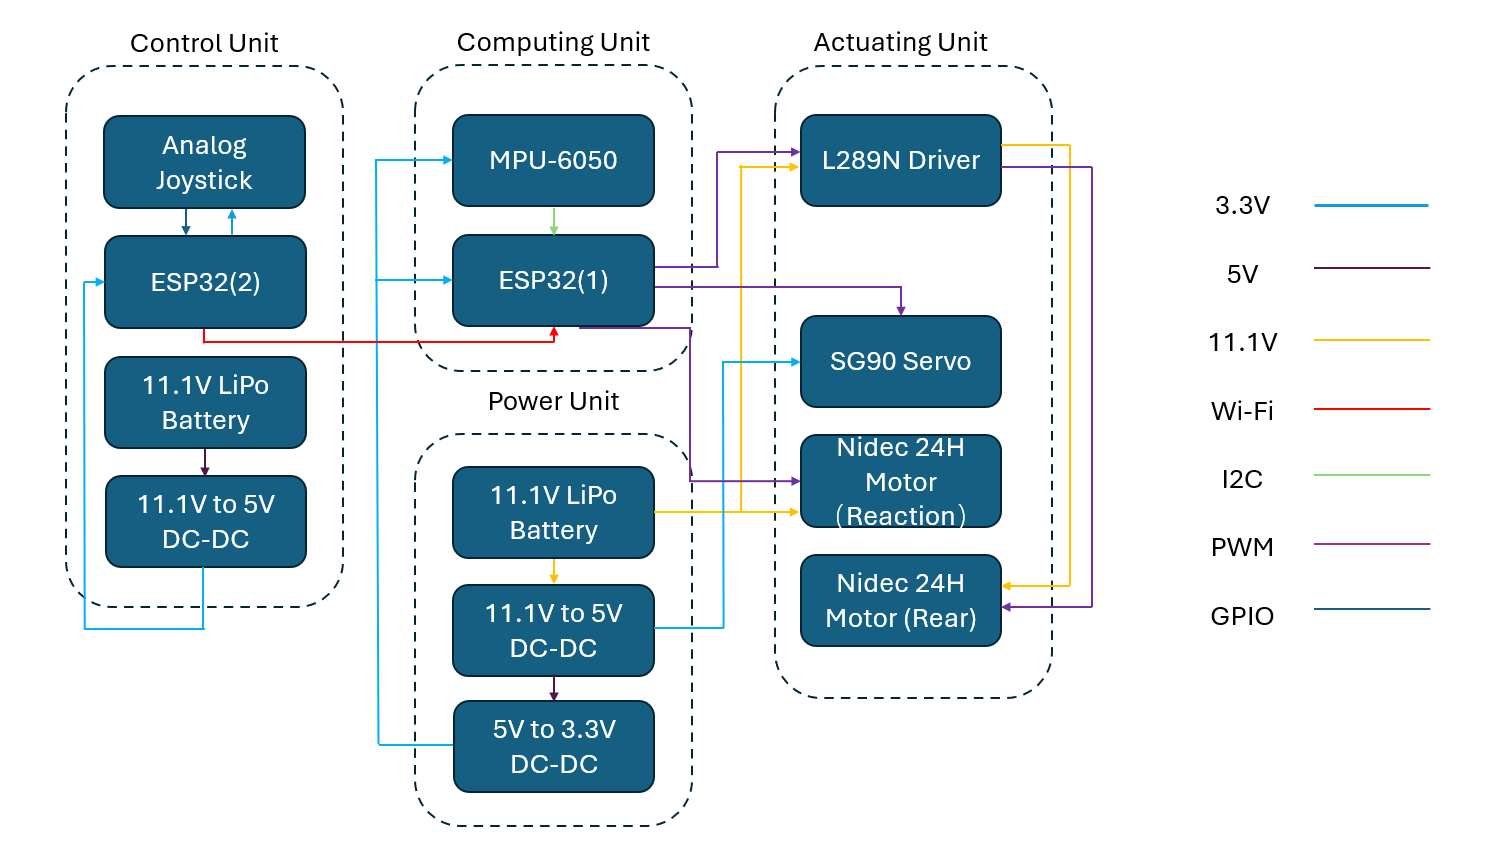 Control Unit
Analog
Joystick
ESP32(2)
11.1V LiPo
Battery
11.1V to 5V
DC-DC
Computing Unit
MPU-6050
ESP32(1)
Power Unit
11.1V LiPo
Battery
11.1V to 5V
DC-DC
5V to 3.3V
DC-DC
Actuating Unit
L289N Driver
SG90 Servo
Nidec 24H
Motor
(Reaction)
Nidec 24H
Motor (Rear)
3.3V
5V
11.1V
Wi-Fi
I2C
PWM
GPIO